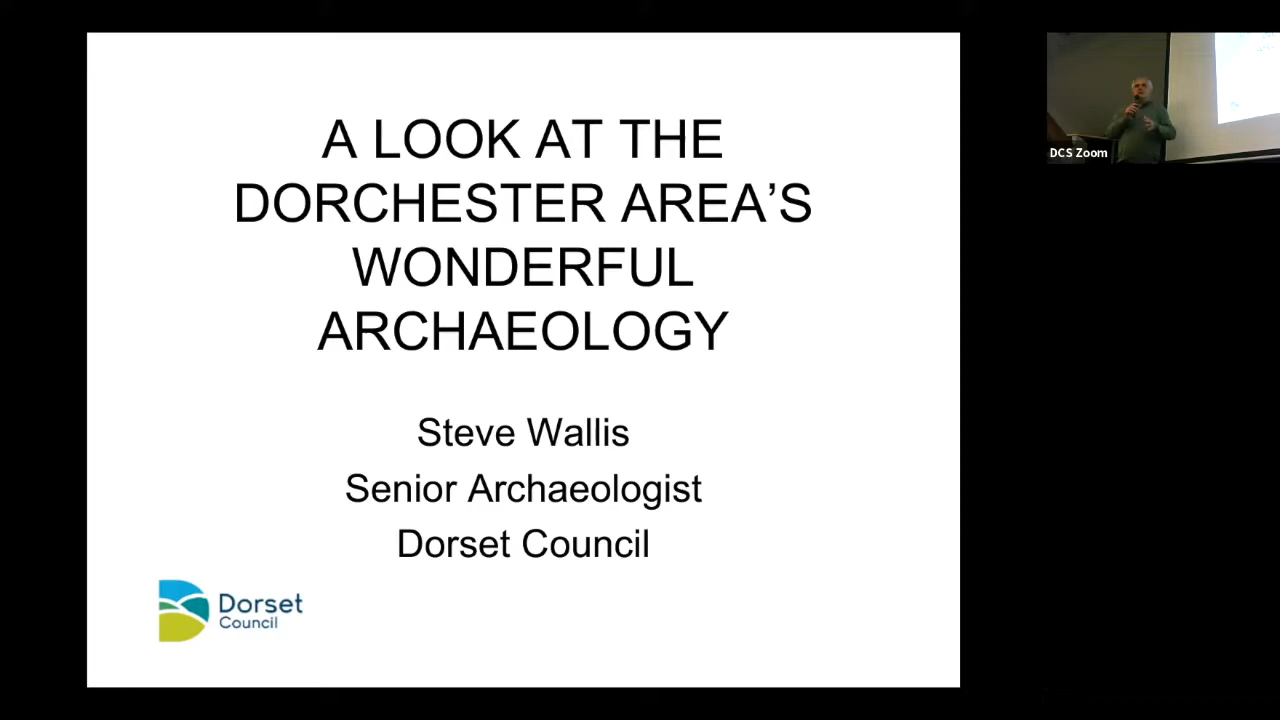 A LOOK AT THE
DORCHESTER AREA’S
WONDERFUL
ARCHAEOLOGY
Steve Wallis
Senior Archaeologist
Dorset Council
Dorset
Council
DCS Zoom